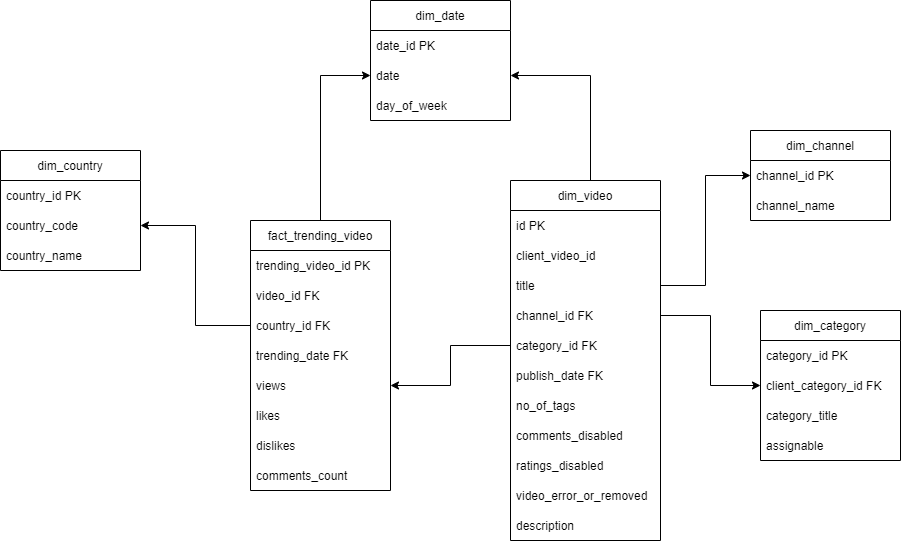 dim_date
date_id PK
date
day_of_week
dim_country
country_id PK
country_code
country_name
fact_trending_video
trending_video_id PK
video_id FK
country_id FK
trending_date FK
views
likes
dislikes
comments_count
dim_video
id PK
client_video_id
title
channel_id FK
category_id FK
publish_date FK
no_of_tags
comments_disabled
ratings_disabled
video_error_or_removed
description
dim_channel
channel_id PK
channel_name
dim_category
category_id PK
client_category_id FK
category_title
assignable